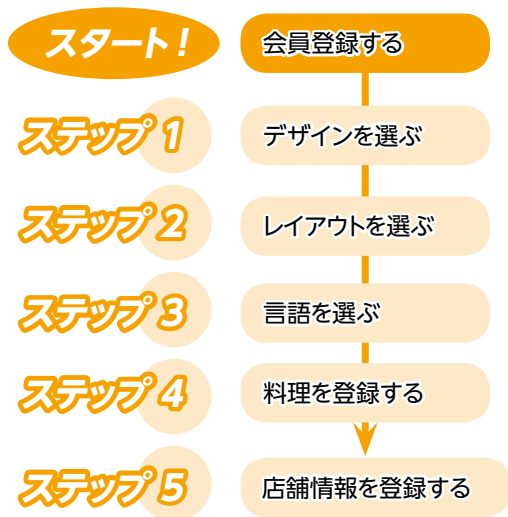 スタート!
会員登録する
ステップ 1
デザインを選ぶ
ステップ 2
レイアウトを選ぶ
ステップ 3
言語を選ぶ
ステップ 4
料理を登録する
ステップ 5
店舗情報を登録する